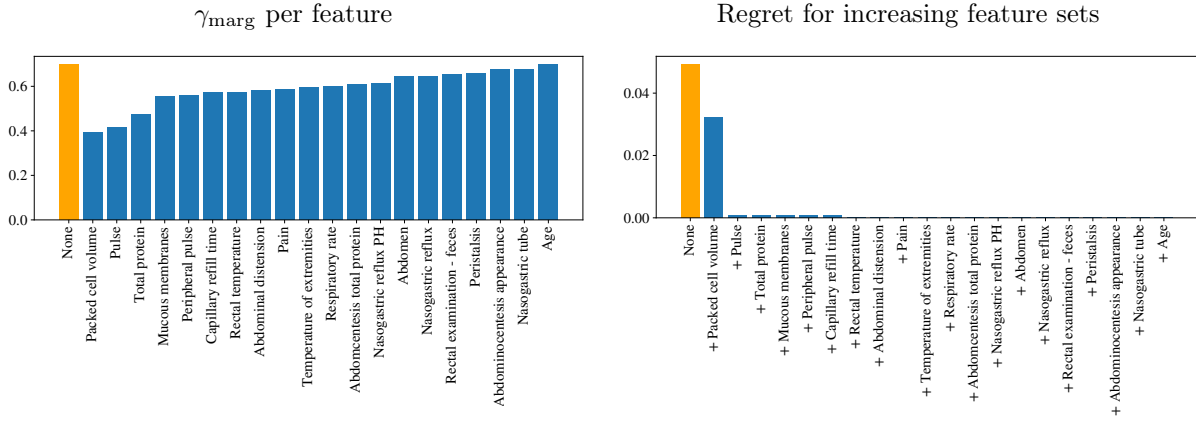 γmarg per feature
0.6
0.4
0.2
0.0
None
Packed cell volume
Pulse
Total protein
Mucous membranes
Peripheral pulse
Capillary refill time
Rectal temperature
Abdominal distension
Pain
Temperature of extremities
Respiratory rate
Abdomcentesis total protein
Nasogastric reflux PH
Abdomen
Nasogastric reflux
Rectal examination - feces
Peristalsis
Abdominocentesis appearance
Nasogastric tube
Age
Regret for increasing feature sets
0.04
0.02
0.00
None
+ Packed cell volume
+ Pulse
+ Total protein
+ Mucous membranes
+ Peripheral pulse
+ Capillary refill time
+ Rectal temperature
+ Abdominal distension
+ Pain
+ Temperature of extremities
+ Respiratory rate
+ Abdomcentesis total protein
+ Nasogastric reflux PH
+ Abdomen
+ Nasogastric reflux
+ Rectal examination - feces
+ Peristalsis
+ Abdominocentesis appearance
+ Nasogastric tube
+ Age